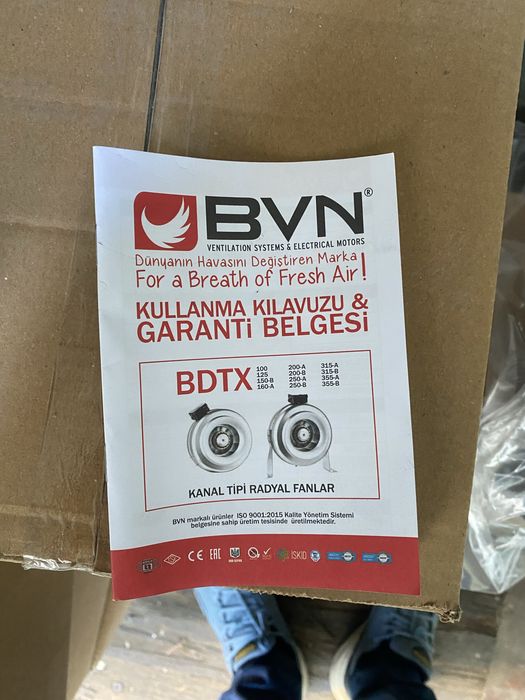 BVN®
VENTILATION SYSTEMS & ELECTRICAL MOTORS
Dünyanın Havasını Değiştiren Marka
For a Breath of Fresh Air!
KULLANMA KILAVUZU &
GARANTi BELGESi
BDTX
100 200-A 315-A
125 200-B 315-B
150-B 250-A 355-A
160-A 250-B 355-B
KANAL TİPİ RADYAL FANLAR
BVN markalı ürünler ISO 9001:2015 Kalite Yönetim Sistemi
belgesine sahip üretim tesisinde üretilmektedir.
CE EAC İSKİD